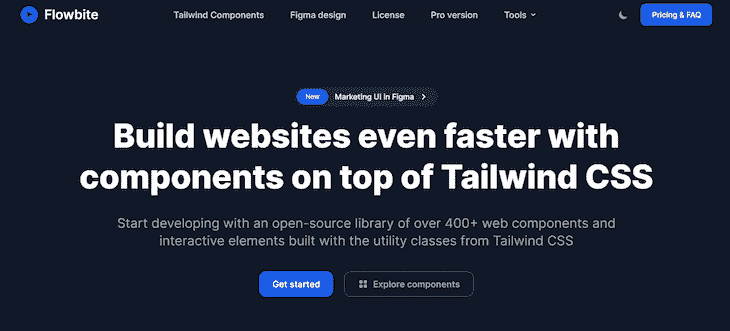 Flowbite Tailwind Components Figma design License Pro version Tools Pricing & FAQ
New Marketing UI in Figma
Build websites even faster with
components on top of Tailwind CSS
Start developing with an open-source library of over 400+ web components and
interactive elements built with the utility classes from Tailwind CSS
Get started Explore components